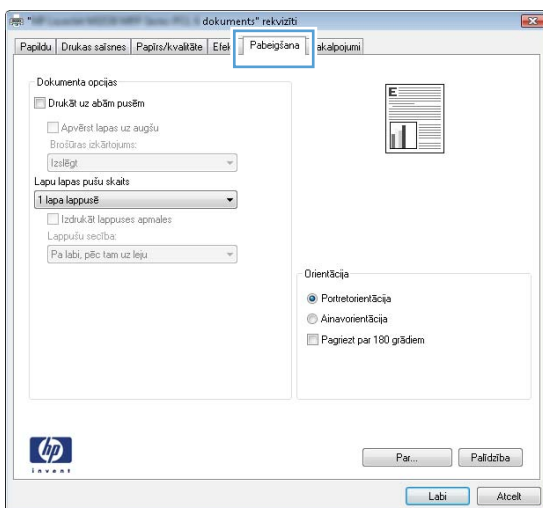 dokuments" rekvizīti
Papildu Drukas saīsnes Papīrs/kvalitāte Efek Pabeigšana akalpojumi
Dokumenta opcijas
Drukāt uz abām pusēm
Apvērst lapas uz augšu
Brošūras izkārtojums:
Izslēgt
Lapu lapas pušu skaits
1 lapa lappusē
Izdrukāt lappuses apmales
Lappušu secība:
Pa labi, pēc tam uz leju
E
Orientācija
Portretorientācija
Ainavorientācija
Pagriezt par 180 grādiem
hp
invent
Par... Palīdzība
Labi Atcelt